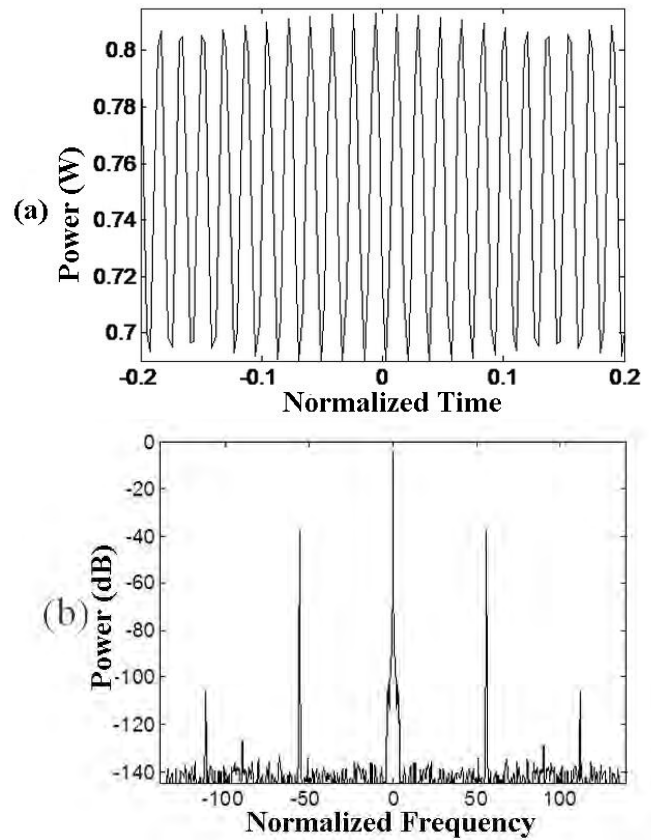 0.8
0.78
0.76
0.74
0.72
0.7
(a)
Power (W)
-0.2 -0.1 0 0.1 0.2
Normalized Time
0
-20
-40
-60
-80
-100
-120
-140
(b)
Power (dB)
-100 -50 0 50 100
Normalized Frequency